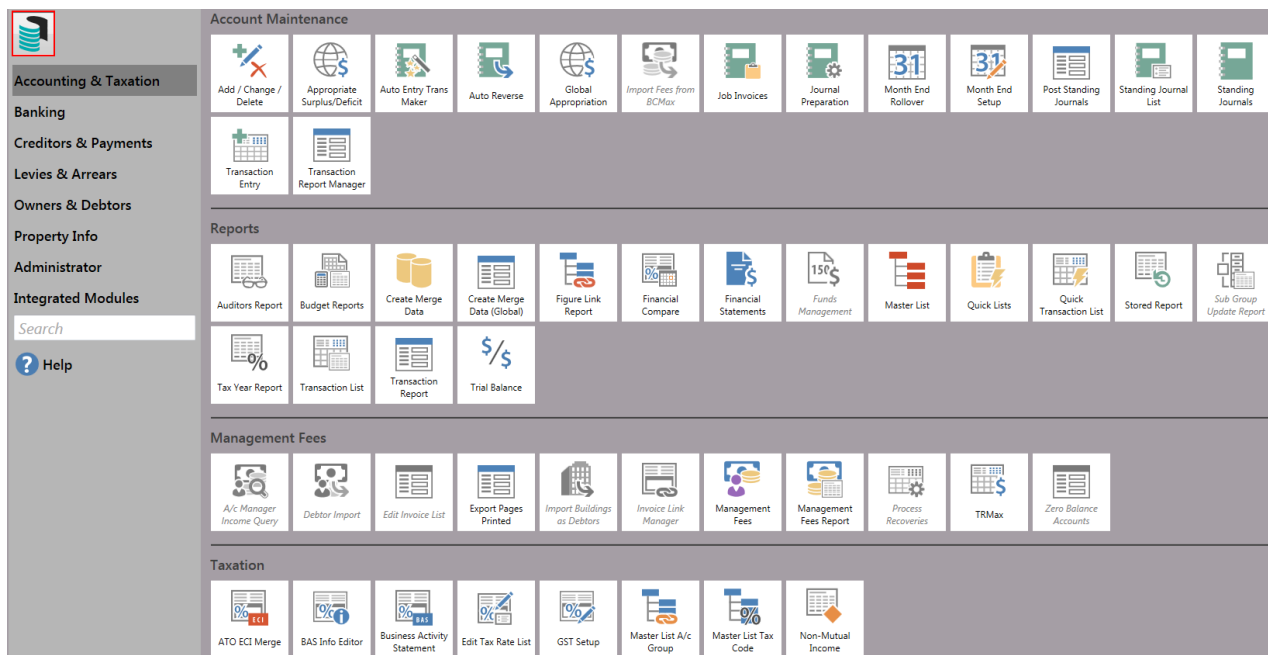 Accounting & Taxation
Banking
Creditors & Payments
Levies & Arrears
Owners & Debtors
Property Info
Administrator
Integrated Modules
Search
? Help
Account Maintenance
Add / Change /
Delete
Appropriate
Surplus/Deficit
Auto Entry Trans
Maker
Auto Reverse
Global
Appropriation
Import Fees from
BCMax
Job Invoices
Journal
Preparation
31
Month End
Rollover
31
Month End
Setup
Post Standing
Journals
Standing Journal
List
Standing
Journals
Transaction
Entry
Transaction
Report Manager
Reports
Auditors Report
Budget Reports
Create Merge
Data
Create Merge
Data (Global)
Figure Link
Report
%
Financial
Compare
$
Financial
Statements
150 $
Funds
Management
Master List
Quick Lists
Quick
Transaction List
Stored Report
Sub Group
Update Report
%
Tax Year Report
Transaction List
Transaction
Report
$/$
Trial Balance
Management Fees
A/c Manager
Income Query
Debtor Import
Edit Invoice List
Export Pages
Printed
Import Buildings
as Debtors
Invoice Link
Manager
Management
Fees
Management
Fees Report
Process
Recoveries
$
TRMax
Zero Balance
Accounts
Taxation
% ECI
ATO ECI Merge
% i
BAS Info Editor
% BAS
Business Activity
Statement
%
Edit Tax Rate List
%
GST Setup
Master List A/c
Group
%
Master List Tax
Code
Non-Mutual
Income